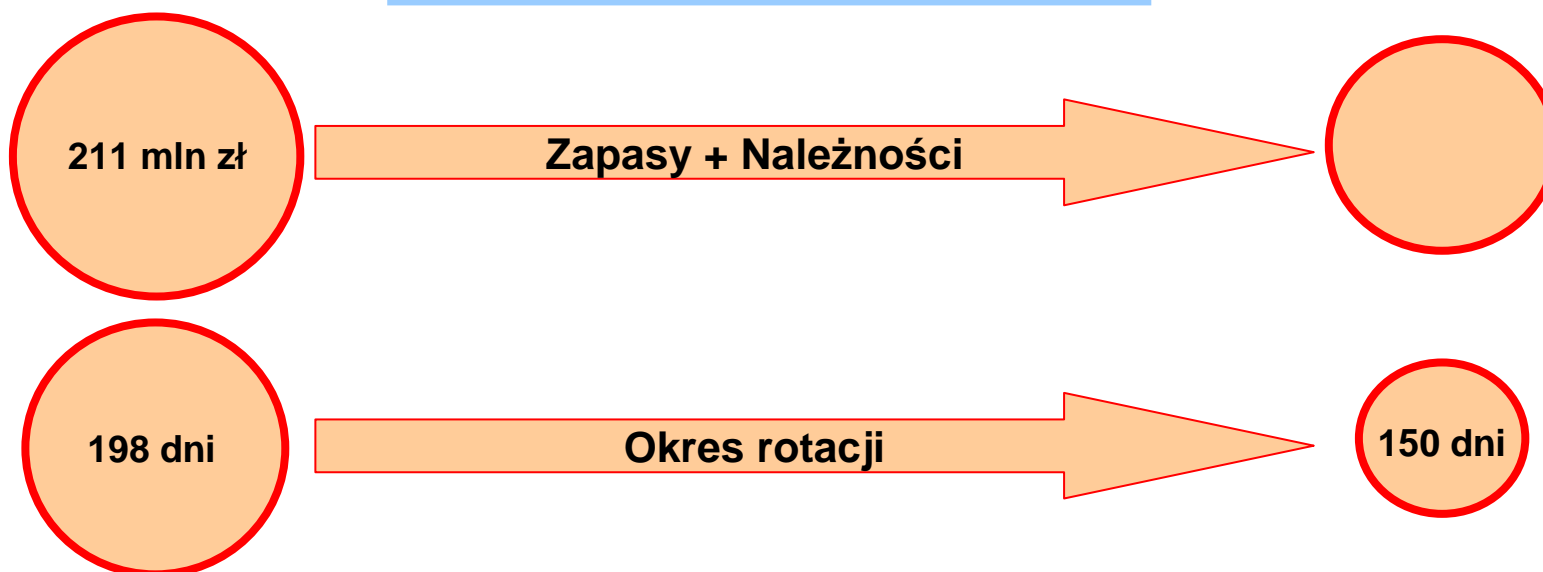 211 mln zł
Zapasy + Należności
198 dni
Okres rotacji
150 dni